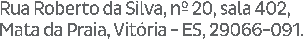 Rua Roberto da Silva, nº 20, sala 402,
Mata da Praia, Vitória - ES, 29066-091.